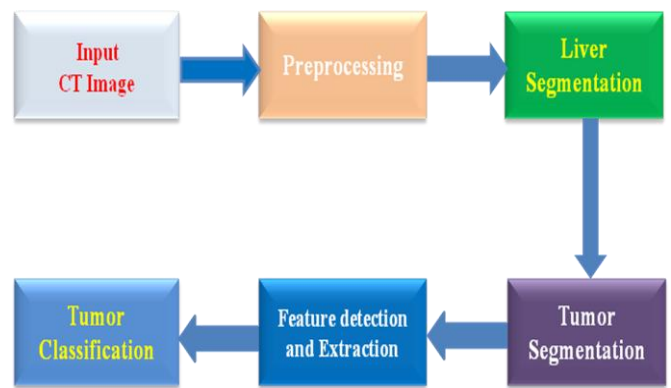 Input
CT Image
Preprocessing
Liver
Segmentation
Tumor
Segmentation
Feature detection
and Extraction
Tumor
Classification